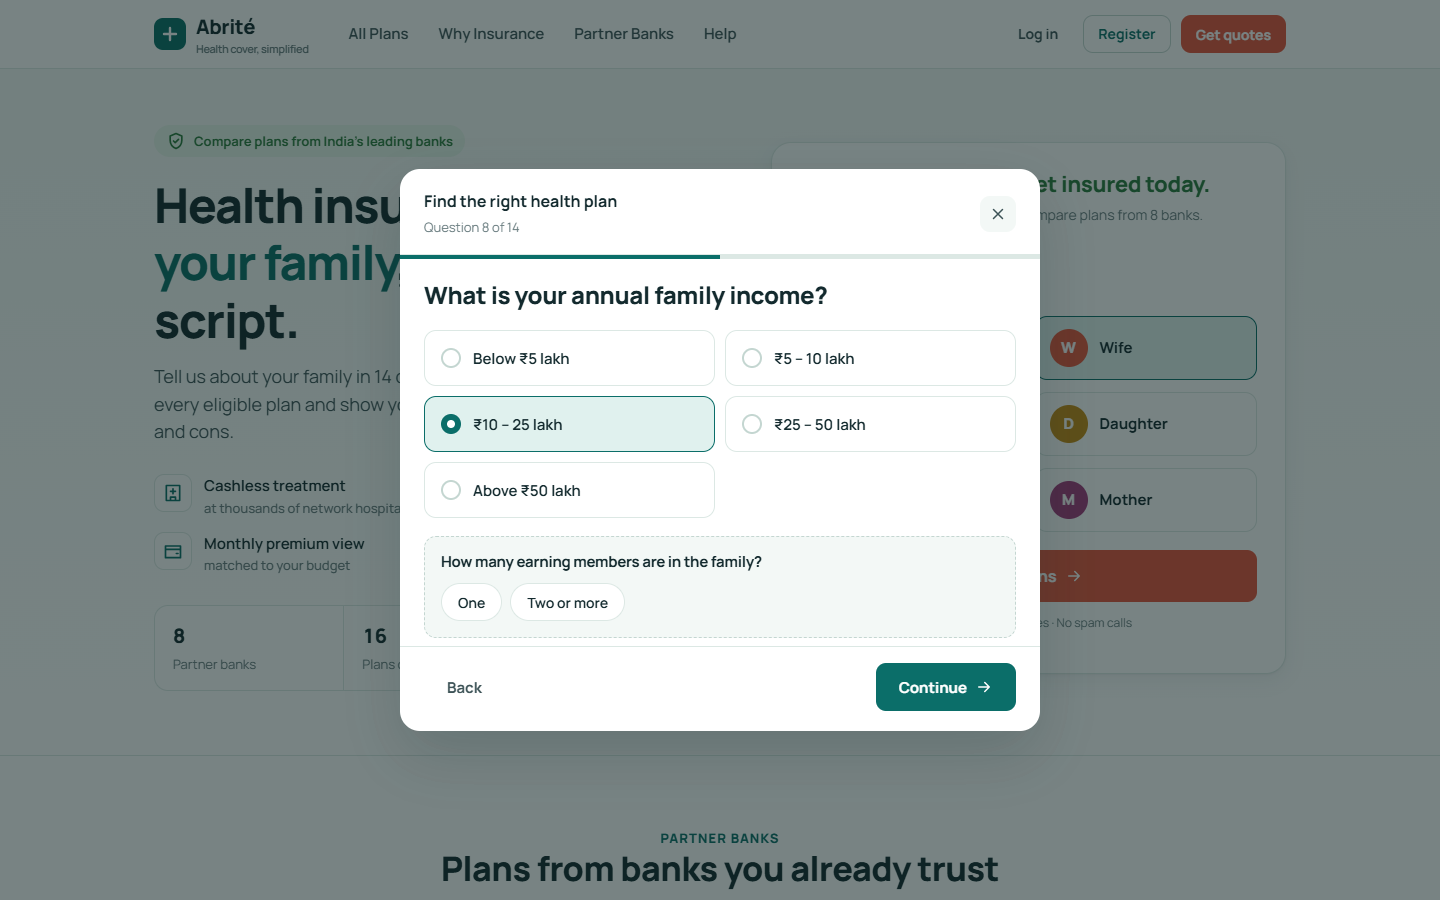 Abrité
Health cover, simplified
All Plans
Why Insurance
Partner Banks
Help
Log in
Register
Get quotes
Compare plans from India's leading banks
Health insu
your family,
script.
Tell us about your family in 14
every eligible plan and show
and cons.
Cashless treatment
at thousands of network
Monthly premium view
matched to your budget
8
Partner banks
16
Plans
Find the right health plan
Question 8 of 14
What is your annual family income?
Below ₹5 lakh
₹5 – 10 lakh
₹10 – 25 lakh
₹25 – 50 lakh
Above ₹50 lakh
How many earning members are in the family?
One
Two or more
Back
Continue
insured today.
plans from 8 banks.
W
Wife
D
Daughter
M
Mother
· No spam calls
PARTNER BANKS
Plans from banks you already trust